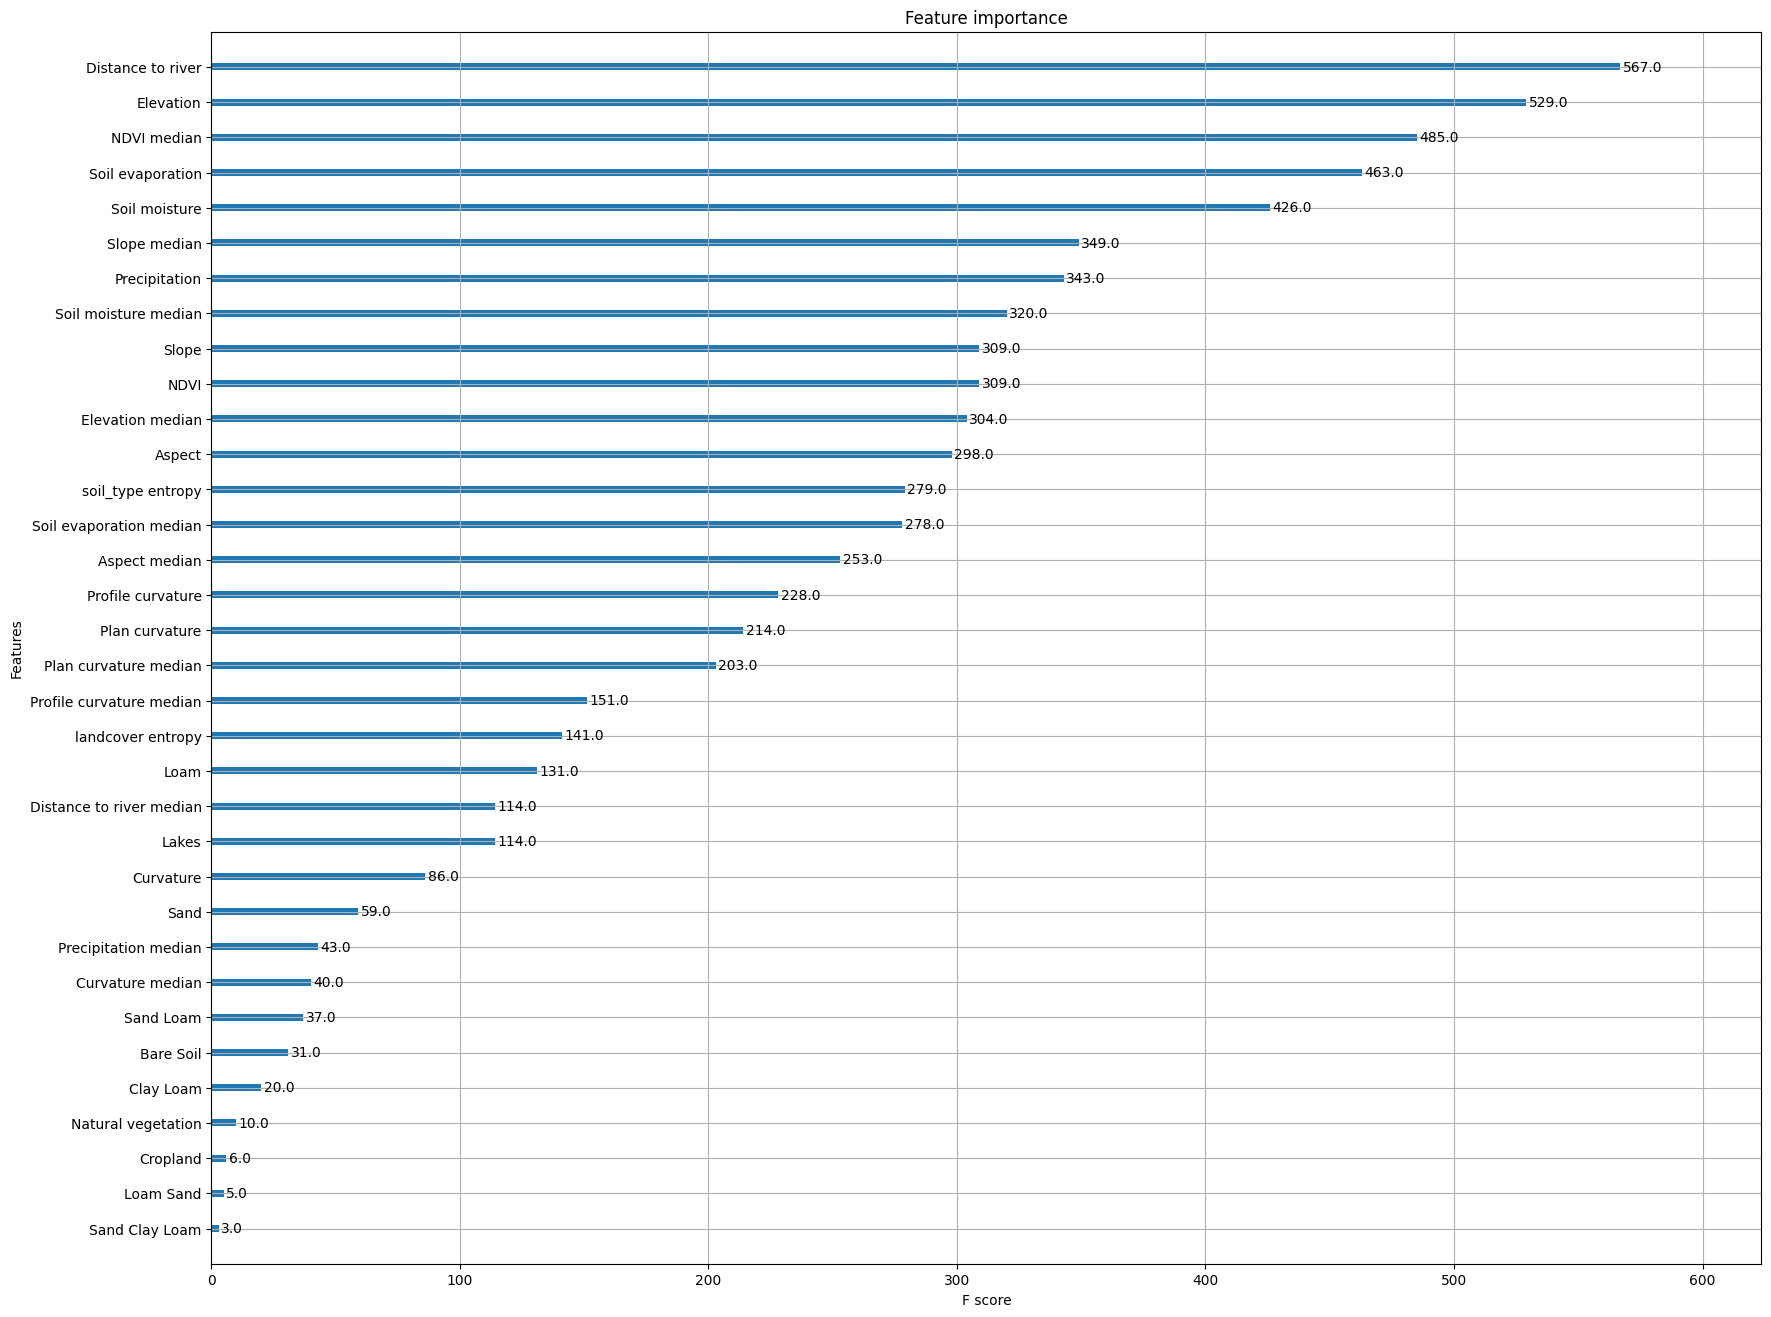 Feature importance
Distance to river 567.0
Elevation 529.0
NDVI median 485.0
Soil evaporation 463.0
Soil moisture 426.0
Slope median 349.0
Precipitation 343.0
Soil moisture median 320.0
Slope 309.0
NDVI 309.0
Elevation median 304.0
Aspect 298.0
soil_type entropy 279.0
Soil evaporation median 278.0
Aspect median 253.0
Profile curvature 228.0
Plan curvature 214.0
Plan curvature median 203.0
Profile curvature median 151.0
landcover entropy 141.0
Loam 131.0
Distance to river median 114.0
Lakes 114.0
Curvature 86.0
Sand 59.0
Precipitation median 43.0
Curvature median 40.0
Sand Loam 37.0
Bare Soil 31.0
Clay Loam 20.0
Natural vegetation 10.0
Cropland 6.0
Loam Sand 5.0
Sand Clay Loam 3.0
Features
0 100 200 300 400 500 600
F score